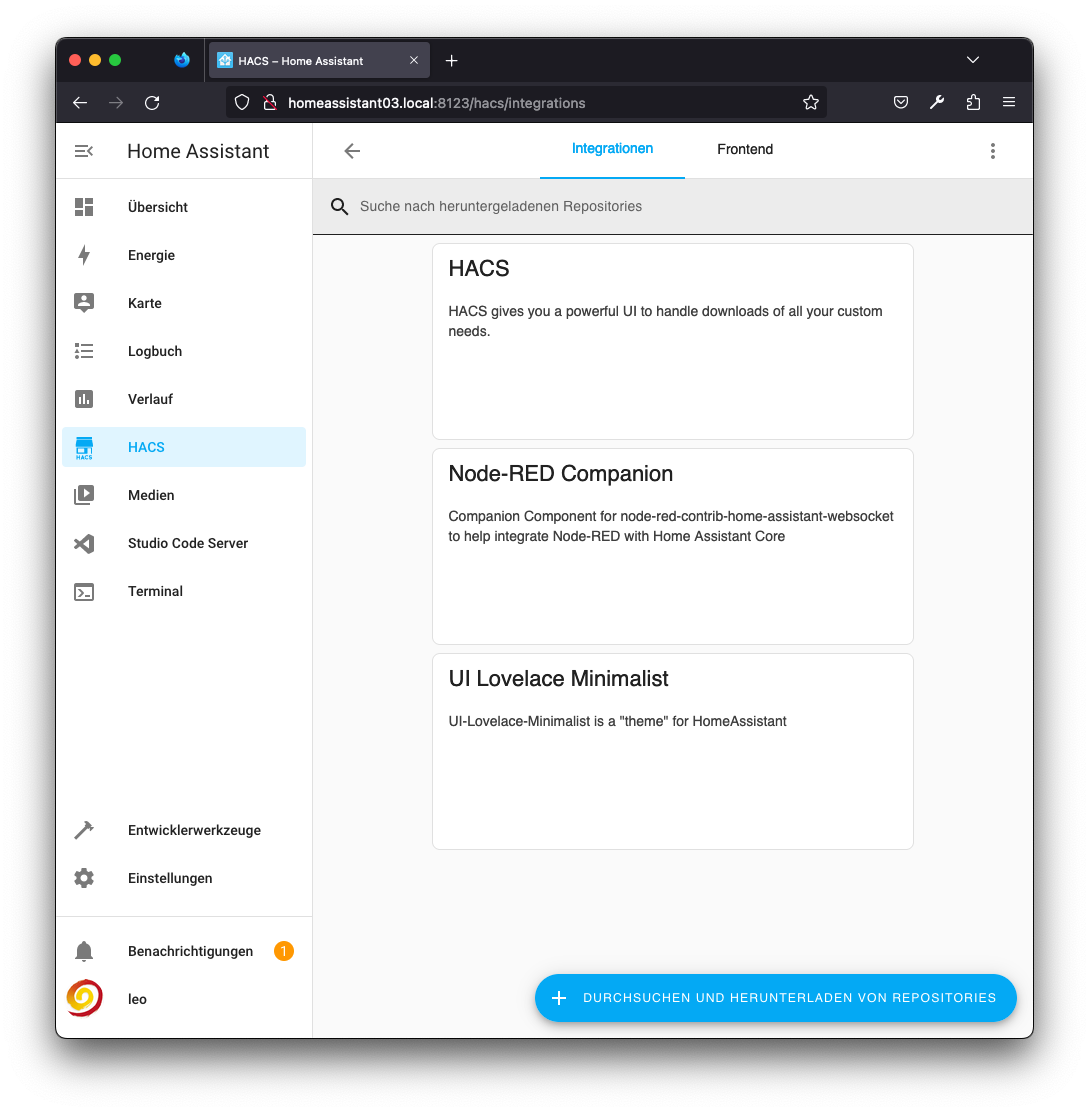 HACS – Home Assistant
homeassistant03.local:8123/hacs/integrations
Home Assistant
Integrationen
Frontend
Suche nach heruntergeladenen Repositories
Übersicht
Energie
Karte
Logbuch
Verlauf
HACS
HACS
Medien
Studio Code Server
Terminal
Entwicklerwerkzeuge
Einstellungen
Benachrichtigungen 1
leo
HACS
HACS gives you a powerful UI to handle downloads of all your custom
needs.
Node-RED Companion
Companion Component for node-red-contrib-home-assistant-websocket
to help integrate Node-RED with Home Assistant Core
UI Lovelace Minimalist
UI-Lovelace-Minimalist is a "theme" for HomeAssistant
DURCHSUCHEN UND HERUNTERLADEN VON REPOSITORIES